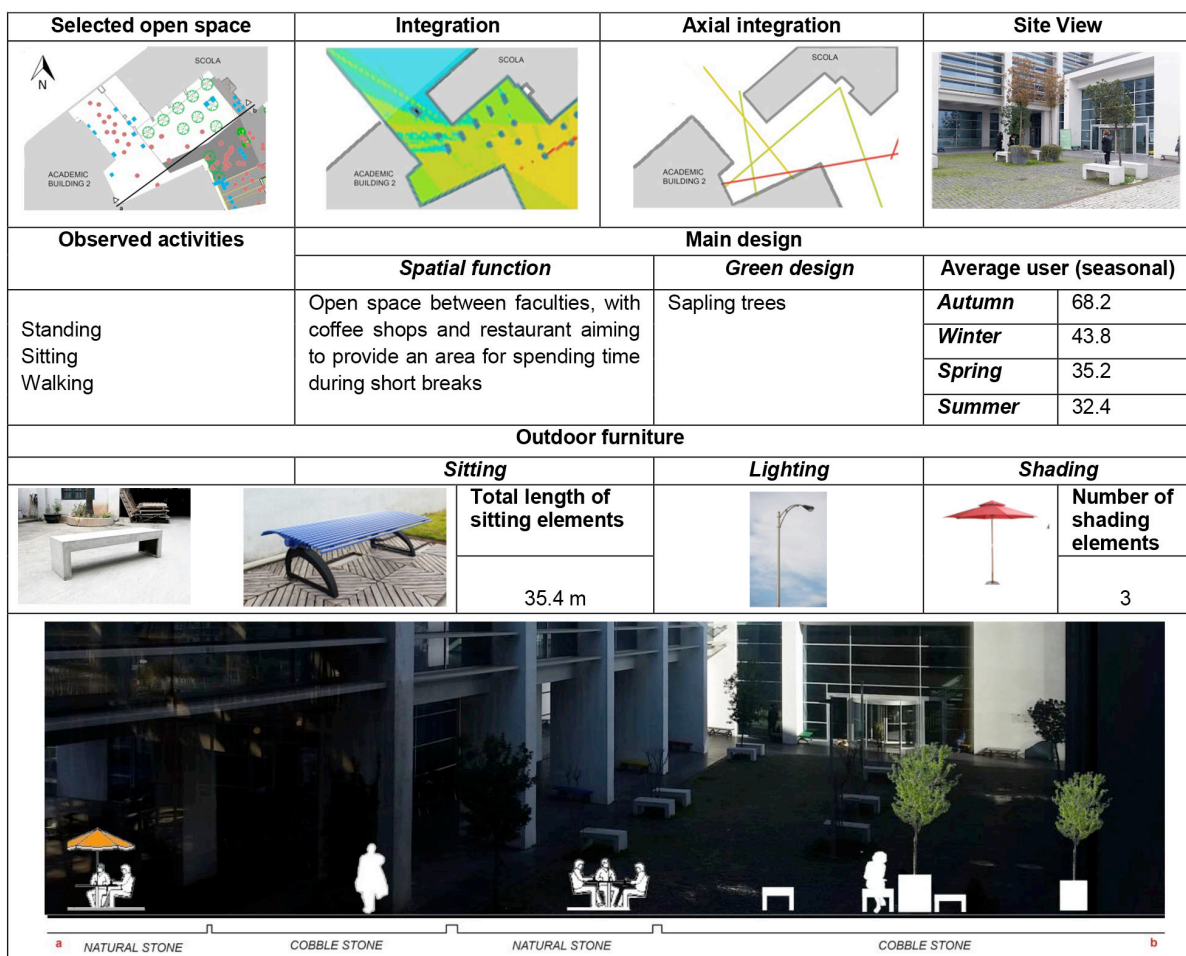 Selected open space
Integration
Axial integration
Site View
N
SCOLA
ACADEMIC
BUILDING 2
a
b
SCOLA
ACADEMIC
BUILDING 2
SCOLA
ACADEMIC
BUILDING 2
Observed activities
Main design
Spatial function
Green design
Average user (seasonal)
Standing
Sitting
Walking
Open space between faculties, with
coffee shops and restaurant aiming
to provide an area for spending time
during short breaks
Sapling trees
Autumn 68.2
Winter 43.8
Spring 35.2
Summer 32.4
Outdoor furniture
Sitting
Lighting
Shading
Total length of
sitting elements
35.4 m
Number of
shading
elements
3
a NATURAL STONE COBBLE STONE NATURAL STONE COBBLE STONE b